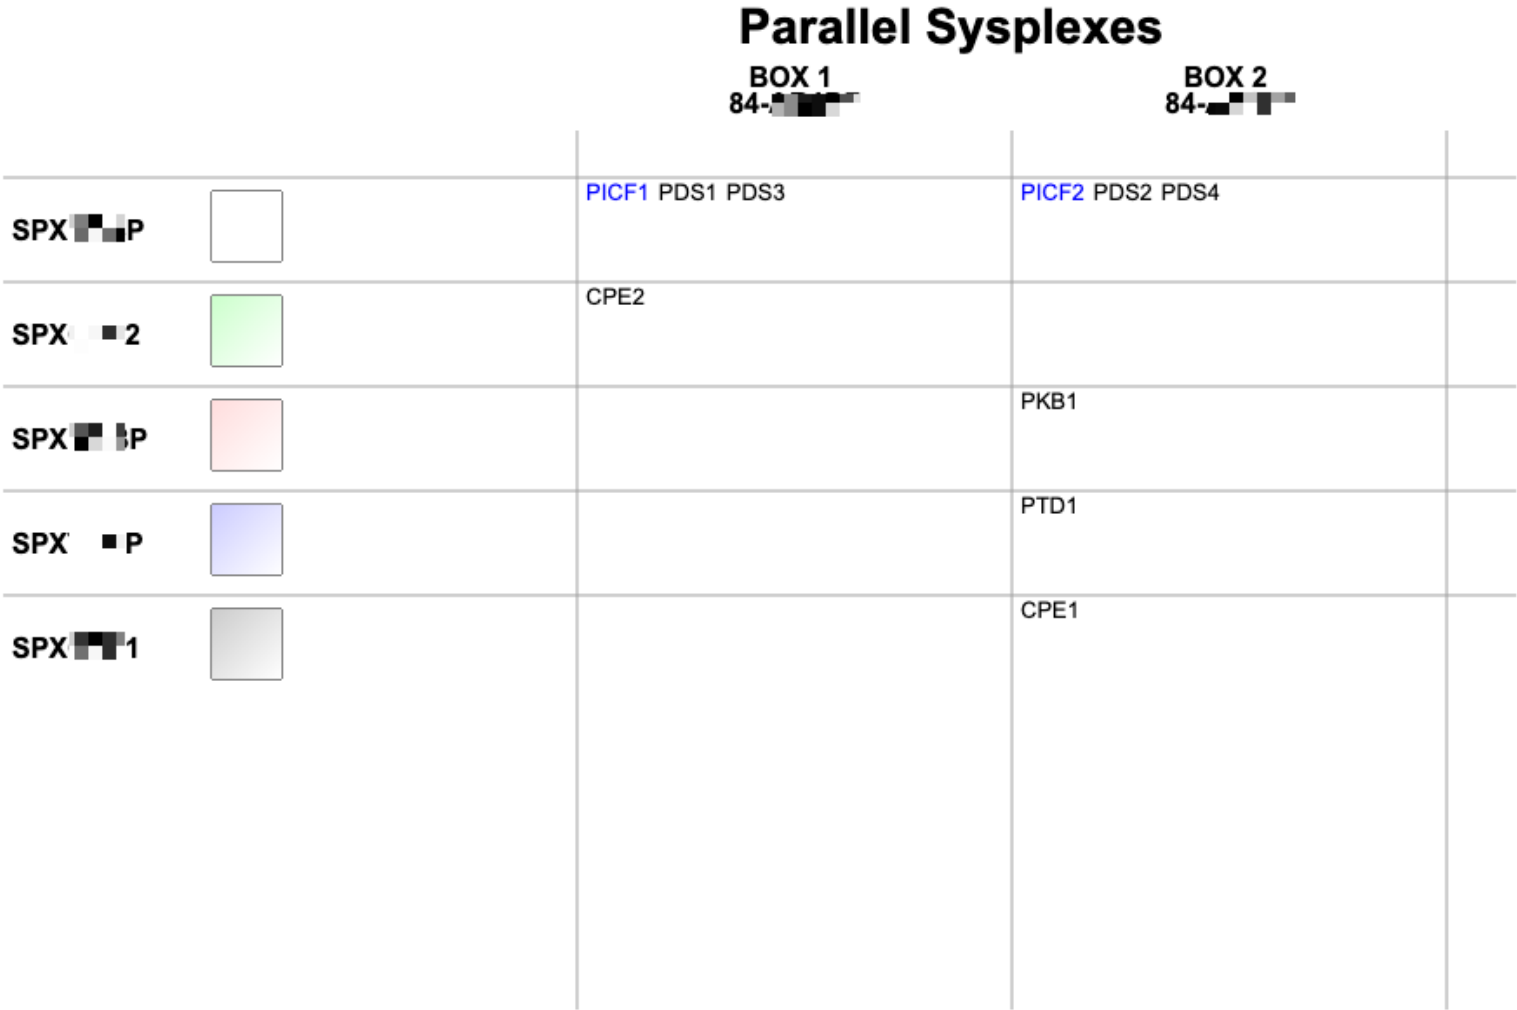 Parallel Sysplexes
BOX 1
BOX 2
84-
84-
PICF1 PDS1 PDS3
PICF2 PDS2 PDS4
SPX P
CPE2
SPX 2
PKB1
SPX P
PTD1
SPX P
CPE1
SPX 1